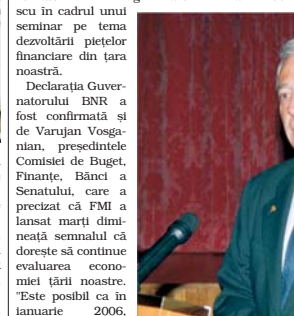 scu în cadrul unui
seminar pe tema
dezvoltării piețelor
financiare din țara
noastră.
Declarația Guver-
natorului BNR a
fost confirmată și
de Varujan Vosga-
nian, președintele
Comisiei de Buget,
Finanțe, Bănci a
Senatului, care a
precizat că FMI a
lansat marți dimi-
neață semnalul că
dorește să continue
evaluarea econo-
miei țării noastre.
"Este posibil ca în
ianuarie 2006,